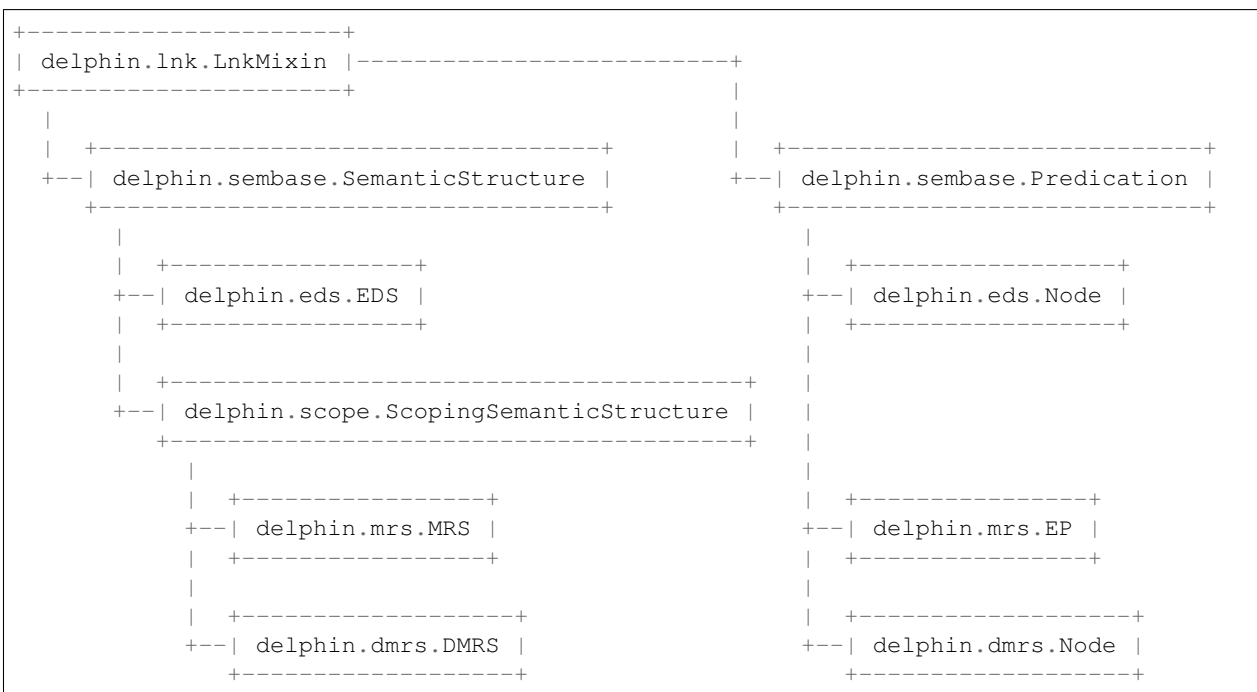 +----------------------+
| delphin.lnk.LnkMixin |--------------------------+
+----------------------+                          |
  |                                               |
  |  +-----------------------------------+        |  +-----------------------------+
  +--| delphin.sembase.SemanticStructure |        +--| delphin.sembase.Predication |
     +-----------------------------------+           +-----------------------------+
       |                                               |
       |  +-----------------+                          |  +------------------+
       +--| delphin.eds.EDS |                          +--| delphin.eds.Node |
       |  +-----------------+                          |  +------------------+
       |                                               |
       |  +----------------------------------------+   |
       +--| delphin.scope.ScopingSemanticStructure |   |
          +----------------------------------------+   |
            |                                          |
            |  +-----------------+                     |  +----------------+
            +--| delphin.mrs.MRS |                     +--| delphin.mrs.EP |
            |  +-----------------+                     |  +----------------+
            |                                          |
            |  +-------------------+                   |  +-------------------+
            +--| delphin.dmrs.DMRS |                   +--| delphin.dmrs.Node |
               +-------------------+                      +-------------------+